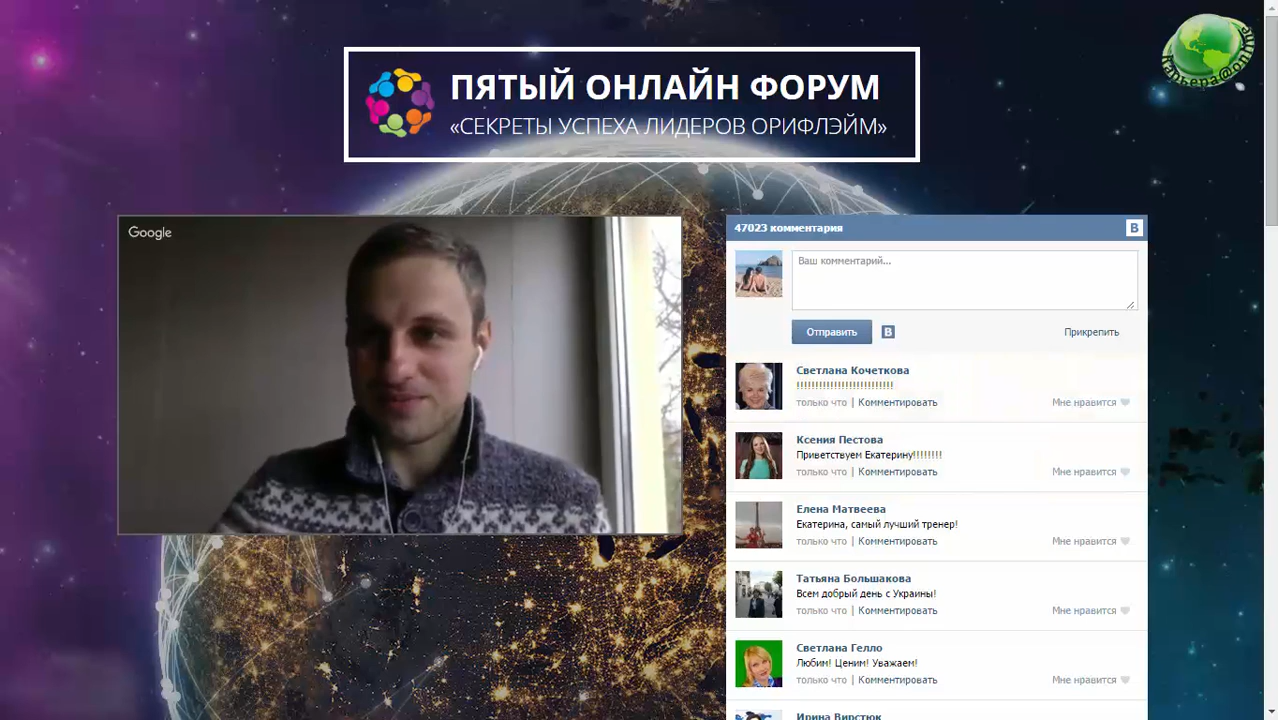 карьера@online
ПЯТЫЙ ОНЛАЙН ФОРУМ
«СЕКРЕТЫ УСПЕХА ЛИДЕРОВ ОРИФЛЭЙМ»
Google
47023 комментария
В
Ваш комментарий...
Отправить
В
Прикрепить
Светлана Кочеткова
!!!!!!!!!!!!!!!!!!!!!!!!!!
только что | Комментировать
Мне нравится
Ксения Пестова
Приветствуем Екатерину!!!!!!!!
только что | Комментировать
Мне нравится
Елена Матвеева
Екатерина, самый лучший тренер!
только что | Комментировать
Мне нравится
Татьяна Большакова
Всем добрый день с Украины!
только что | Комментировать
Мне нравится
Светлана Гелло
Любим! Ценим! Уважаем!
только что | Комментировать
Мне нравится
Ирина Вирстюк